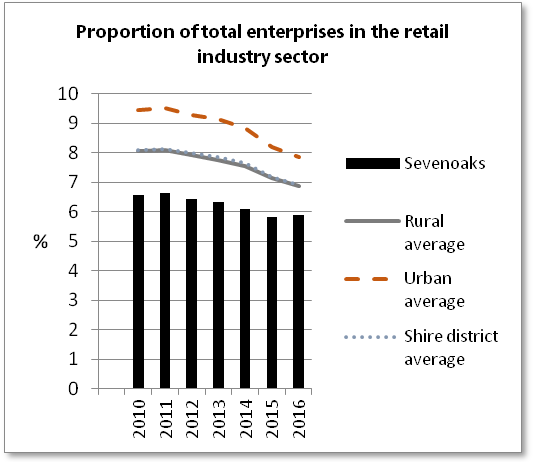 Proportion of total enterprises in the retail
industry sector
10
9
8
7
6
5
4
3
2
1
0
%
2010
2011
2012
2013
2014
2015
2016
Sevenoaks
Rural
average
Urban
average
Shire district
average